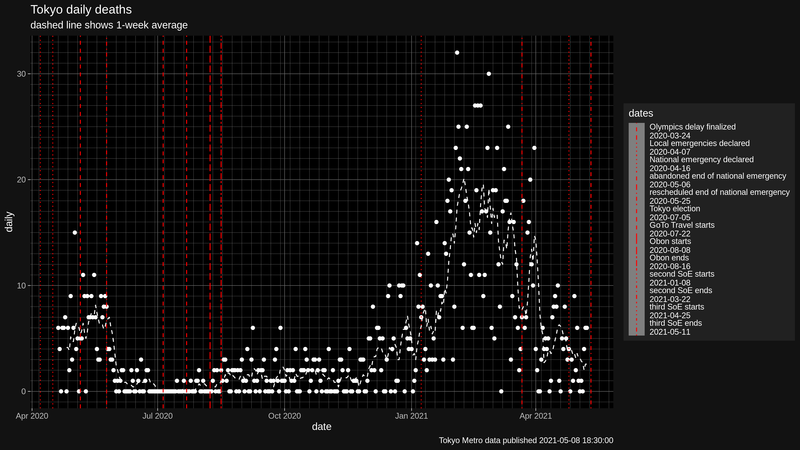 Tokyo daily deaths
dashed line shows 1-week average
30
20
10
0
daily
Apr 2020
Jul 2020
Oct 2020
Jan 2021
Apr 2021
date
Tokyo Metro data published 2021-05-08 18:30:00
dates
Olympics delay finalized
2020-03-24
Local emergencies declared
2020-04-07
National emergency declared
2020-04-16
abandoned end of national emergency
2020-05-06
rescheduled end of national emergency
2020-05-25
Tokyo election
2020-07-05
GoTo Travel starts
2020-07-22
Obon starts
2020-08-08
Obon ends
2020-08-16
second SoE starts
2021-01-08
second SoE ends
2021-03-22
third SoE starts
2021-04-25
third SoE ends
2021-05-11